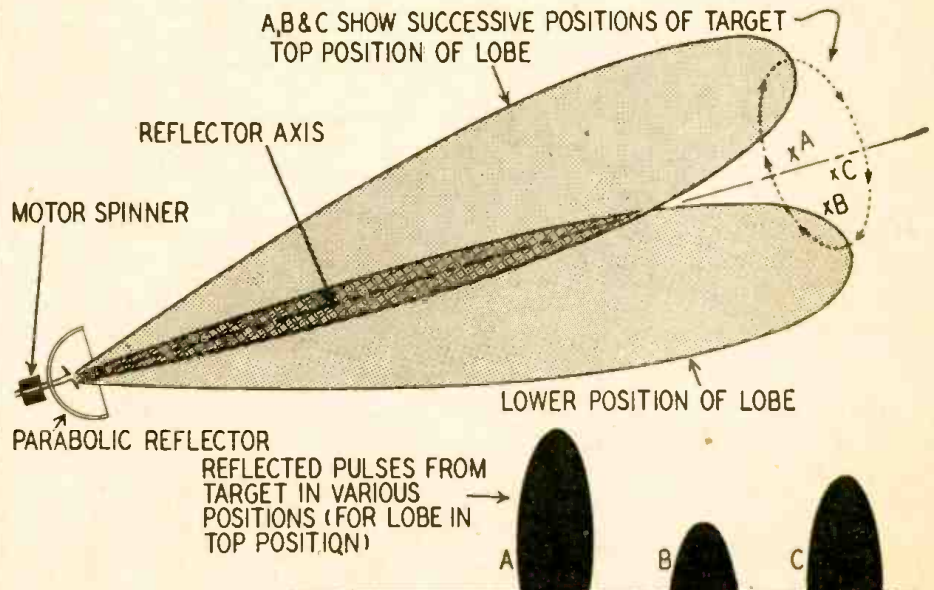 A,B & C SHOW SUCCESSIVE POSITIONS OF TARGET
TOP POSITION OF LOBE
REFLECTOR AXIS
MOTOR SPINNER
xA
xC
xB
LOWER POSITION OF LOBE
PARABOLIC REFLECTOR
REFLECTED PULSES FROM
TARGET IN VARIOUS
POSITIONS (FOR LOBE IN
TOP POSITION)
A
B
C